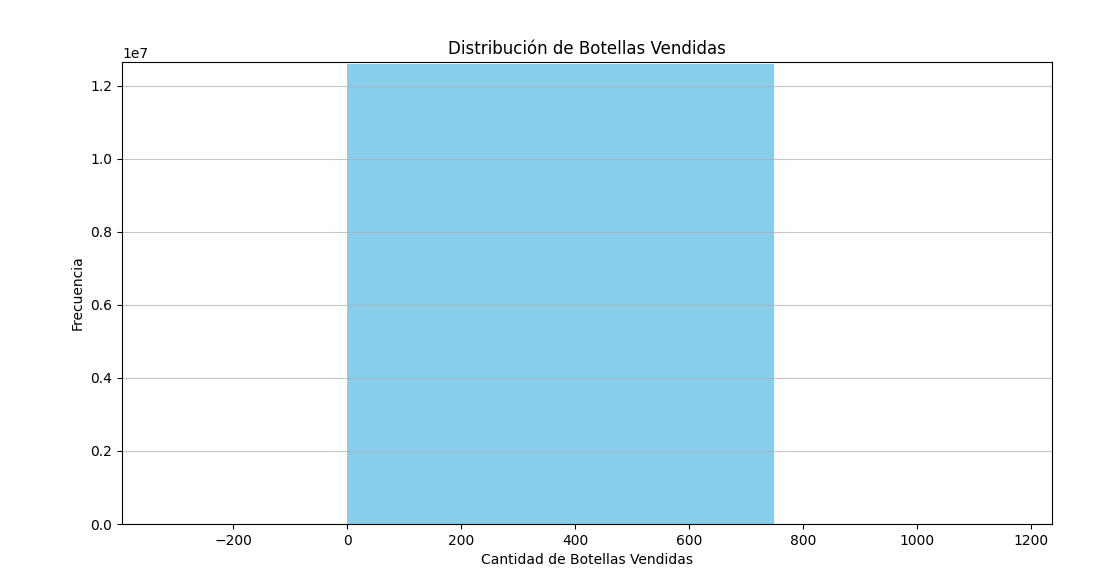 Distribución de Botellas Vendidas
1e7
1.2
1.0
0.8
0.6
0.4
0.2
0.0
Frecuencia
−200 0 200 400 600 800 1000 1200
Cantidad de Botellas Vendidas